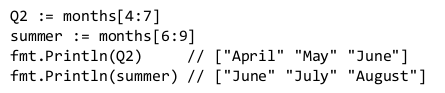 Q2 := months[4:7]
summer := months[6:9]
fmt.Println(Q2)     // ["April" "May" "June"]
fmt.Println(summer) // ["June" "July" "August"]